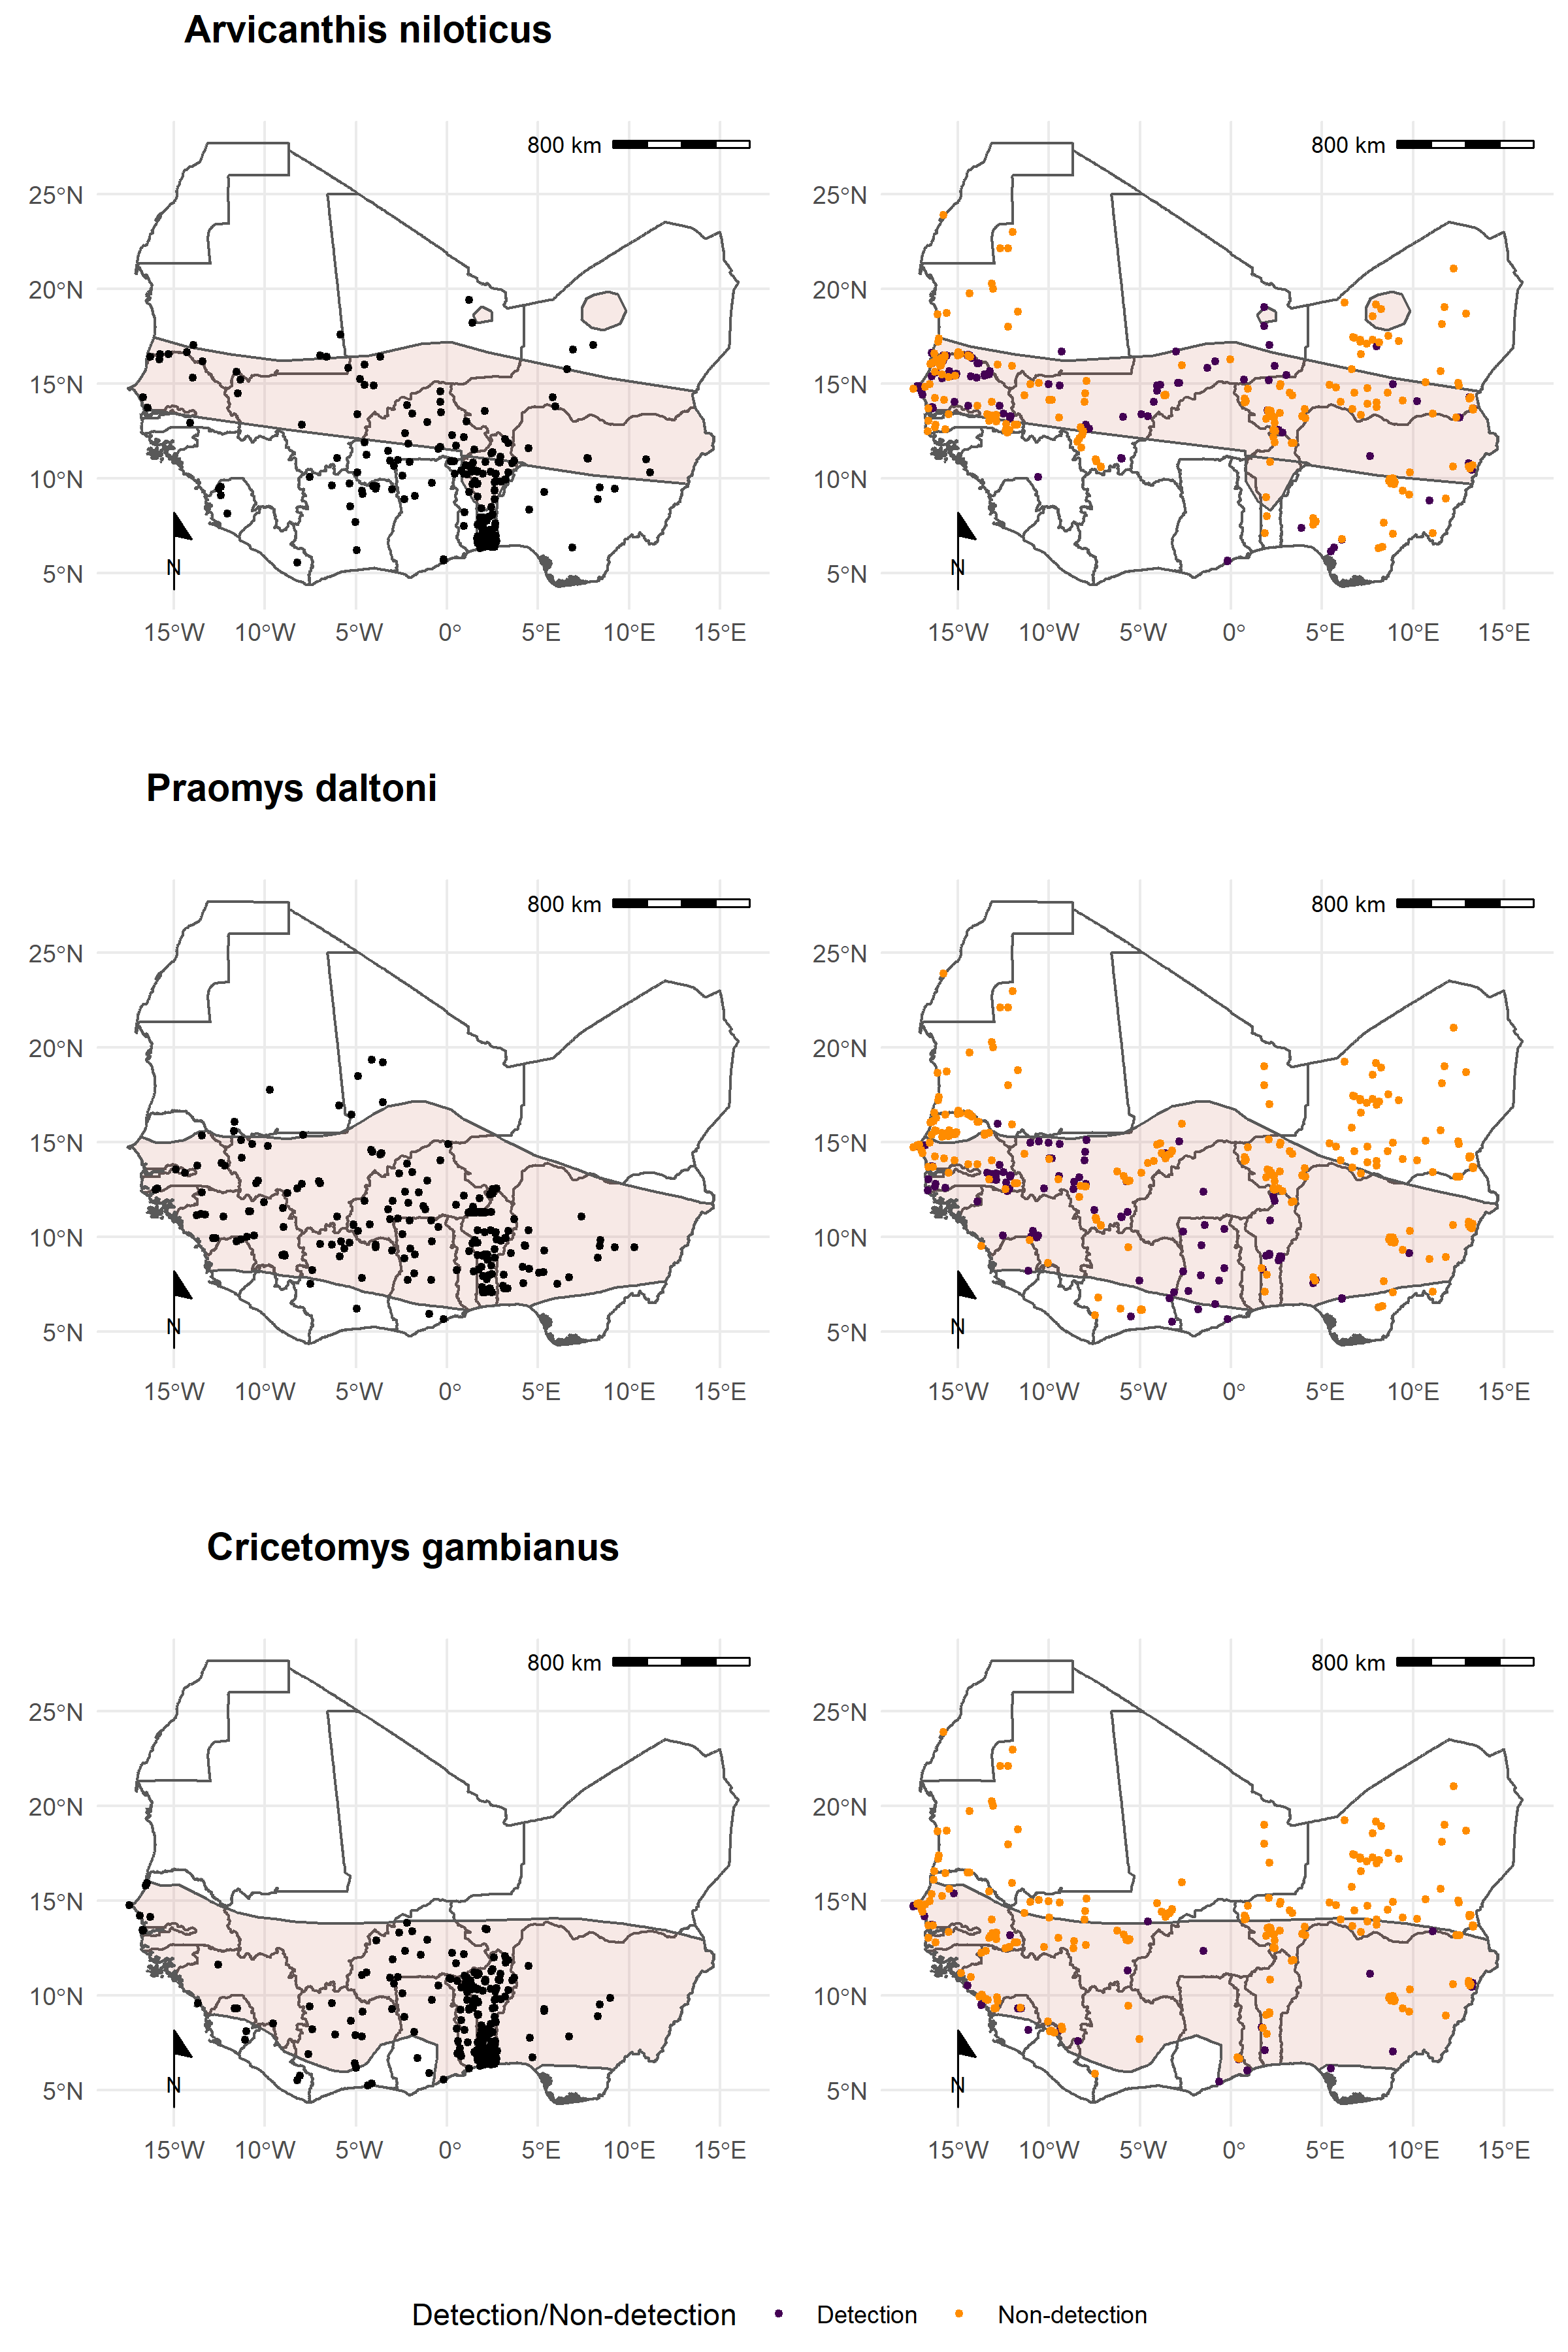 Arvicanthis niloticus
800 km 800 km
25°N 25°N
20°N 20°N
15°N 15°N
10°N 10°N
5°N N 5°N N
15°W 10°W 5°W 0° 5°E 10°E 15°E 15°W 10°W 5°W 0° 5°E 10°E 15°E
Praomys daltoni
800 km 800 km
25°N 25°N
20°N 20°N
15°N 15°N
10°N 10°N
5°N N 5°N N
15°W 10°W 5°W 0° 5°E 10°E 15°E 15°W 10°W 5°W 0° 5°E 10°E 15°E
Cricetomys gambianus
800 km 800 km
25°N 25°N
20°N 20°N
15°N 15°N
10°N 10°N
5°N N 5°N N
15°W 10°W 5°W 0° 5°E 10°E 15°E 15°W 10°W 5°W 0° 5°E 10°E 15°E
Detection/Non-detection Detection Non-detection